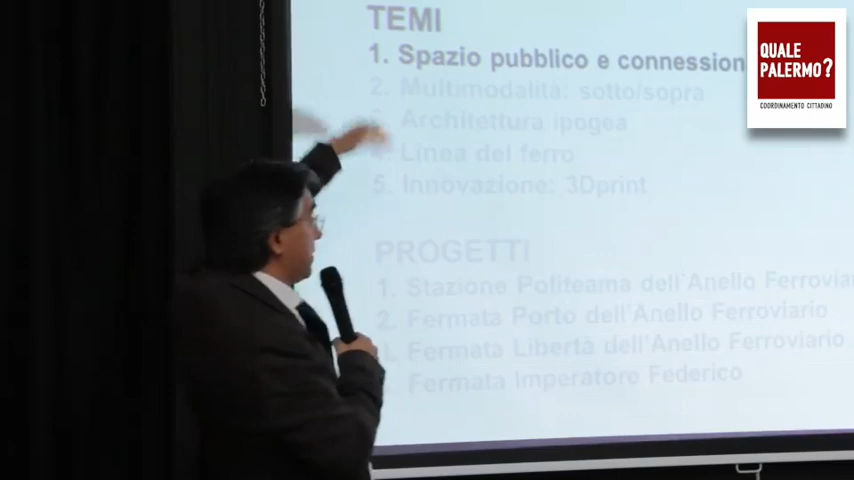 TEMI
1. Spazio pubblico e connession
2. Multimodalità: sotto/sopra
Architettura ipogea
4. Linea del ferro
5. Innovazione: 3Dprint
PROGETTI
1. Stazione Politeama dell'Anello Ferrovia
2. Fermata Porto dell'Anello Ferroviario
Fermata Libertà dell'Anello Ferroviario
Fermata Imperatore Federico
QUALE
PALERMO?
COORDINAMENTO CITTADINO